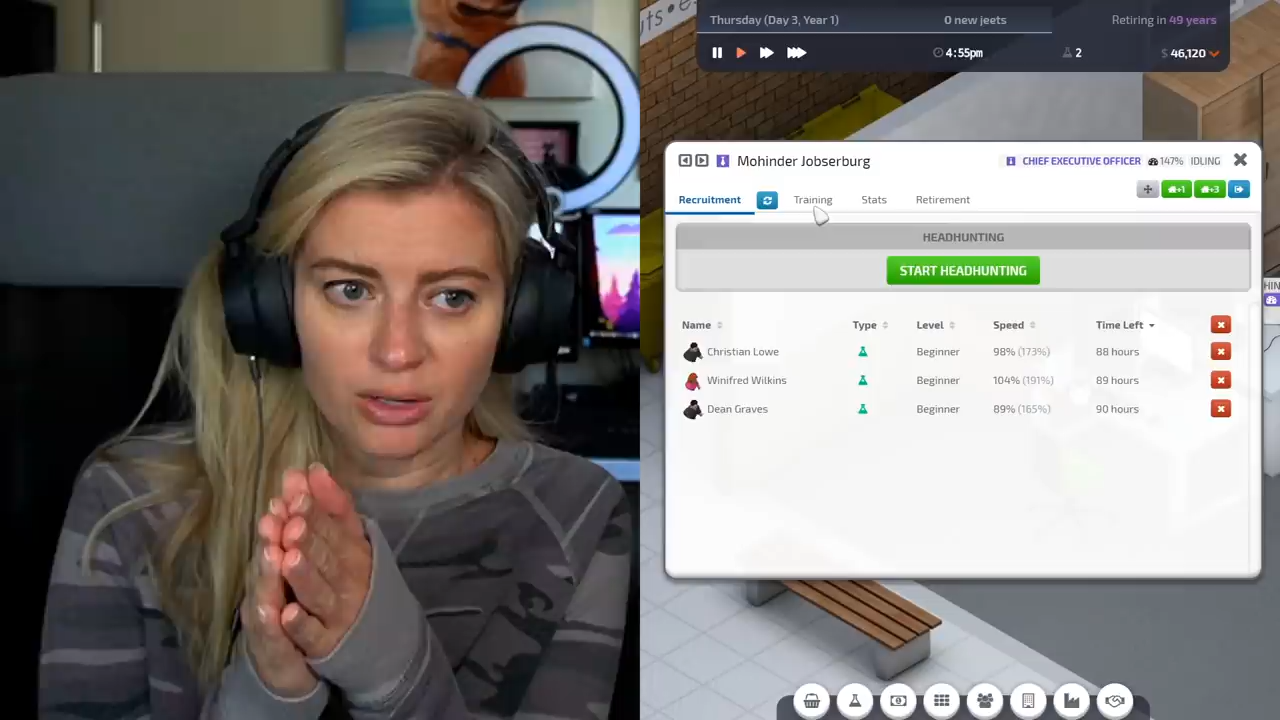 Thursday (Day 3, Year 1) 0 new jeets Retiring in 49 years
4:55pm 2 $ 46,120
Mohinder Jobserburg CHIEF EXECUTIVE OFFICER 147% IDLING
+1 +3
Recruitment Training Stats Retirement
HEADHUNTING
START HEADHUNTING
Name Type Level Speed Time Left
Christian Lowe Beginner 98% (173%) 88 hours
Winifred Wilkins Beginner 104% (191%) 89 hours
Dean Graves Beginner 89% (165%) 90 hours